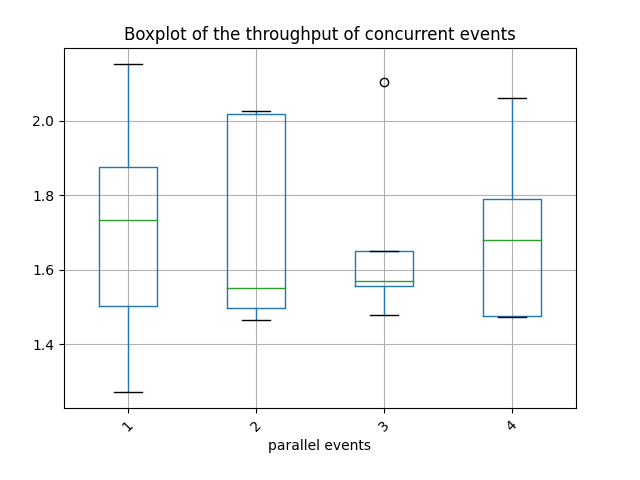 Boxplot of the throughput of concurrent events
2.0
1.8
1.6
1.4
1 2 3 4
parallel events